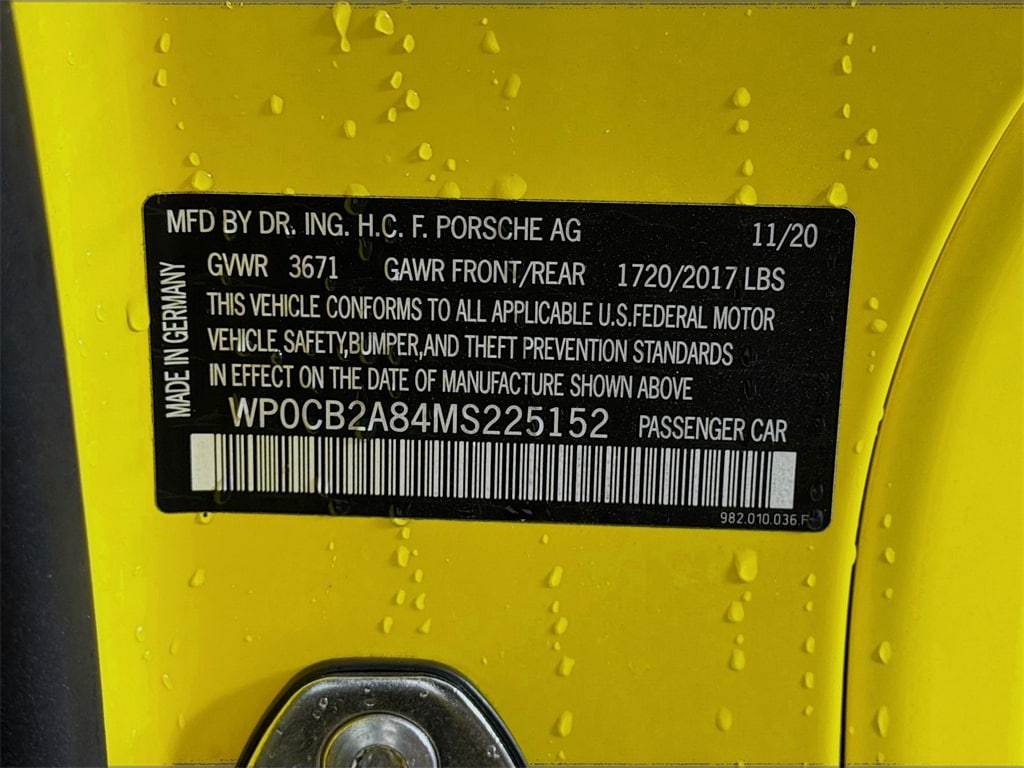 MFD BY DR. ING. H.C. F. PORSCHE AG 11/20
GVWR 3671 GAWR FRONT/REAR 1720/2017 LBS
MADE IN GERMANY
THIS VEHICLE CONFORMS TO ALL APPLICABLE U.S.FEDERAL MOTOR
VEHICLE,SAFETY,BUMPER,AND THEFT PREVENTION STANDARDS
IN EFFECT ON THE DATE OF MANUFACTURE SHOWN ABOVE
WP0CB2A84MS225152 PASSENGER CAR
982.010.036.F